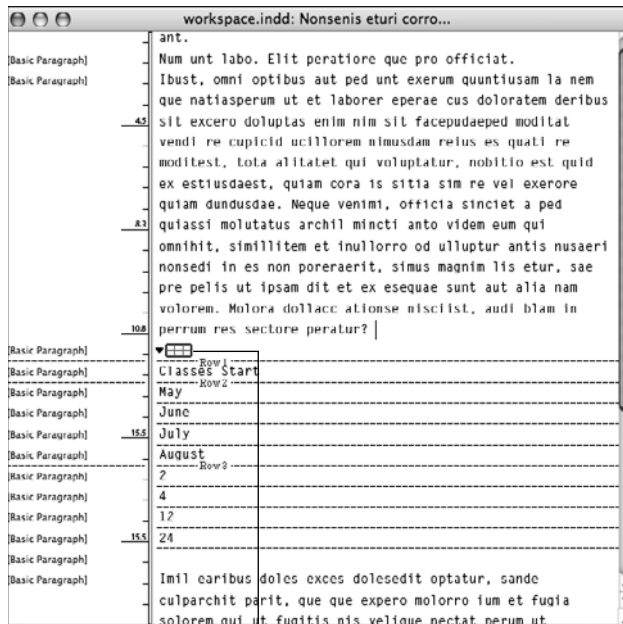 workspace.indd: Nonsenis eturi corro...
ant.
[Basic Paragraph] Num unt labo. Elit peratiore que pro officiat.
[Basic Paragraph] Ibust, omni optibus aut ped unt exerum quuntiusam la nem
que natiasperum ut et laborer eperae cus doloratem deribus
4.5 sit excero doluptas enim nim sit facepudaeped moditat
vendi re cupicid ucillorem nimusdam reius es quati re
moditest, tota alitatet qui voluptatur, nobitio est quid
ex estiusdaest, quiam cora is sitia sim re vel exerore
quiam dundusdae. Neque venimi, officia sinciet a ped
8.3 quiassi molutatus archil mincti anto videm eum qui
omnihit, simillitem et inullorro od ulluptur antis nusaeri
nonsedi in es non poreraerit, simus magnim lis etur, sae
pre pelis ut ipsam dit et ex esequae sunt aut alia nam
volorem. Molora dollacc ationse nisciist, audi blam in
10.8 perrum res sectore peratur?
[Basic Paragraph]
Row 1
[Basic Paragraph] Classes Start
Row 2
[Basic Paragraph] May
[Basic Paragraph] June
[Basic Paragraph] 15.5 July
[Basic Paragraph] August
Row 3
[Basic Paragraph] 2
[Basic Paragraph] 4
[Basic Paragraph] 12
[Basic Paragraph] 15.5 24
[Basic Paragraph]
[Basic Paragraph] Imil earibus doles exces dolesedit optatur, sande
culparchit parit, que que expero molorro ium et fugia
solorem qui ut fugitis nis velique nectat perum ut